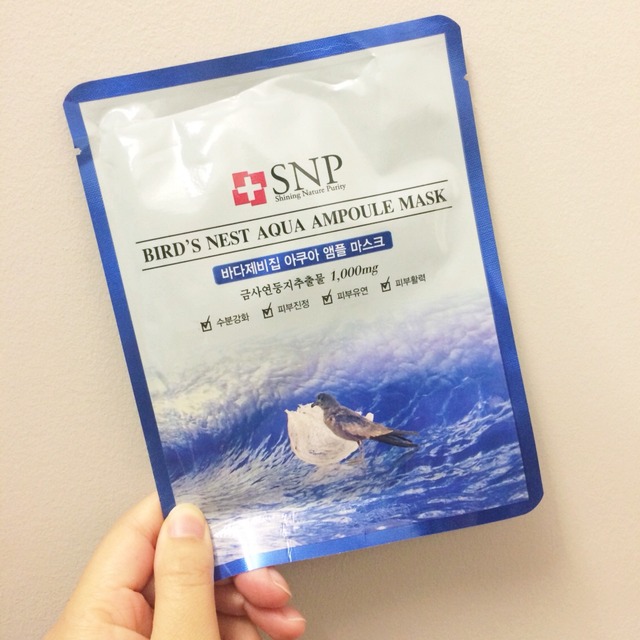 SNP
Shining Nature Purity
BIRD'S NEST AQUA AMPOULE MASK
바다제비집 아쿠아 앰플 마스크
금사연둥지추출물 1,000mg
수분강화 피부진정 피부유연 피부활력